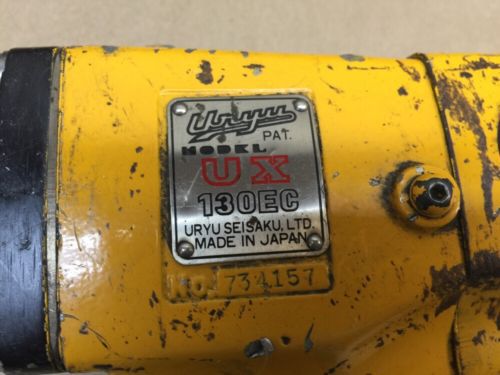 Uryu
PAT.
MODEL
UX
130EC
URYU SEISAKU, LTD.
MADE IN JAPAN
NO. 734157